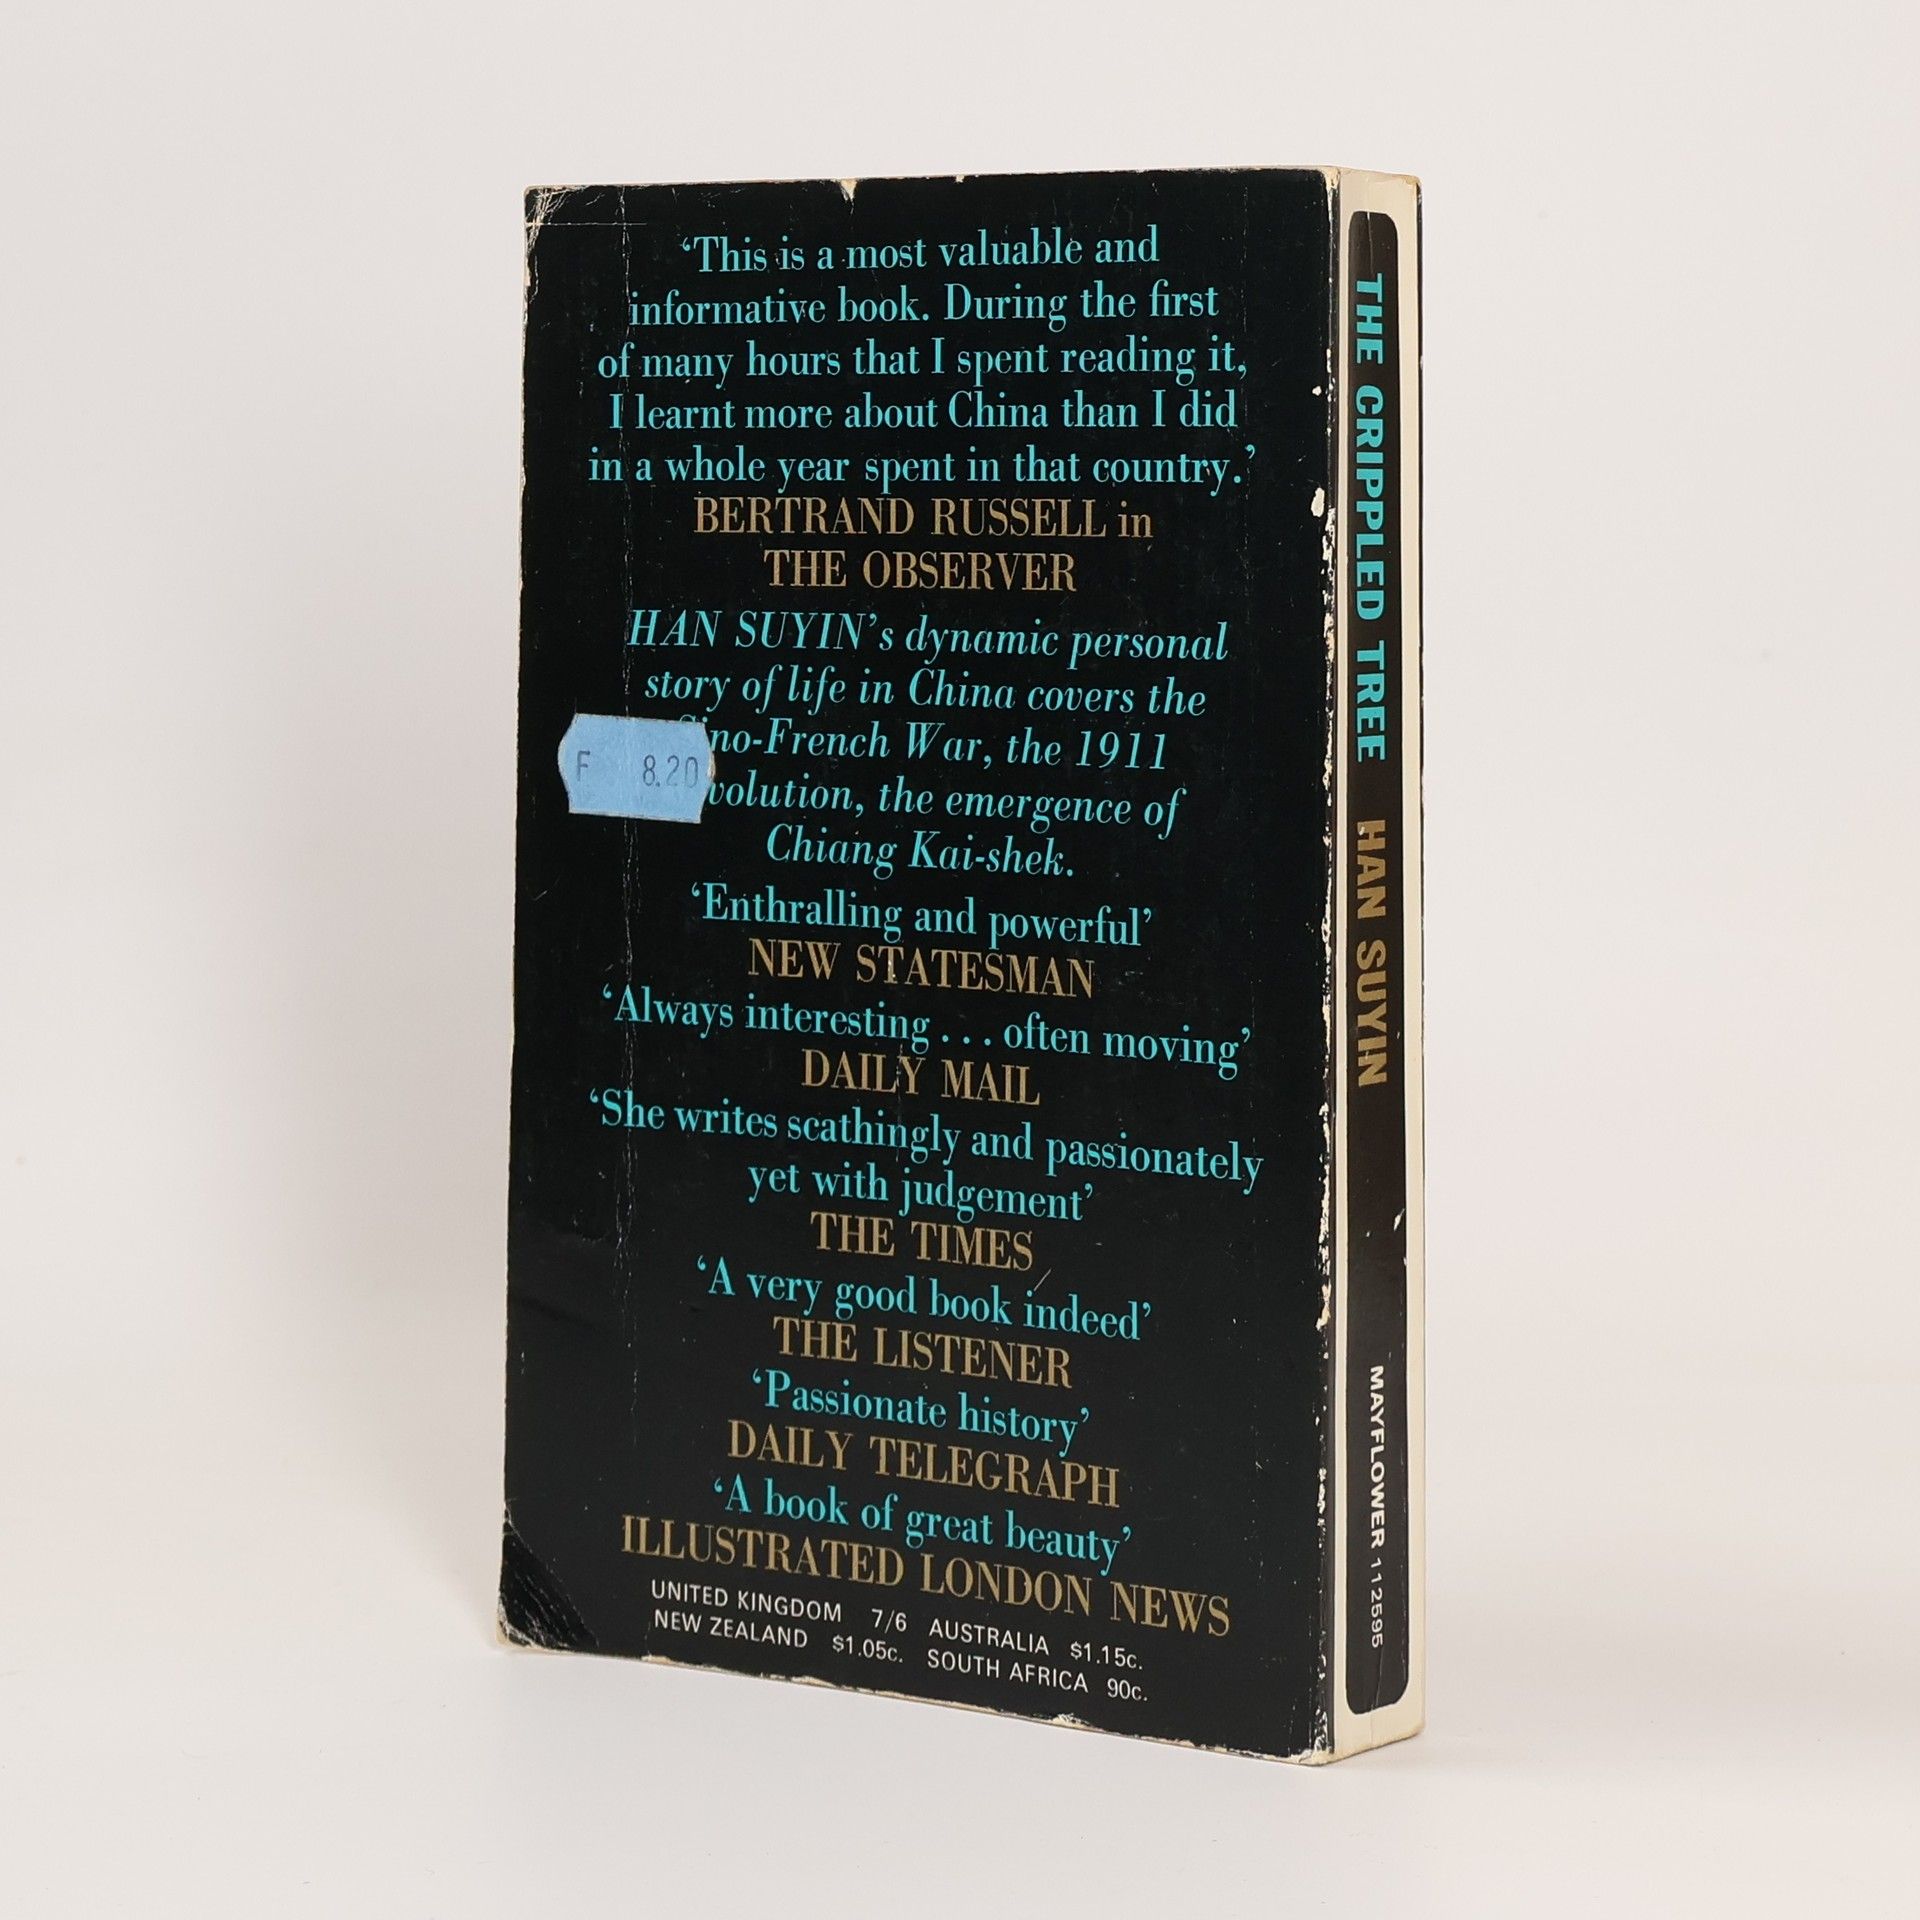 ‘This is a most valuable and
informative book. During the first
of many hours that I spent reading it,
I learnt more about China than I did
in a whole year spent in that country.’
BERTRAND RUSSELL in
THE OBSERVER
HAN SUYIN’s dynamic personal
story of life in China covers the
ino-French War, the 1911
volution, the emergence of
Chiang Kai-shek.
F 8.20
‘Enthralling and powerful’
NEW STATESMAN
‘Always interesting . . . often moving’
DAILY MAIL
‘She writes scathingly and passionately
yet with judgement’
THE TIMES
‘A very good book indeed’
THE LISTENER
‘Passionate history’
DAILY TELEGRAPH
‘A book of great beauty’
ILLUSTRATED LONDON NEWS
UNITED KINGDOM 7/6 AUSTRALIA $1.15c.
NEW ZEALAND $1.05c. SOUTH AFRICA 90c.
THE CRIPPLED TREE HAN SUYIN MAYFLOWER 112595